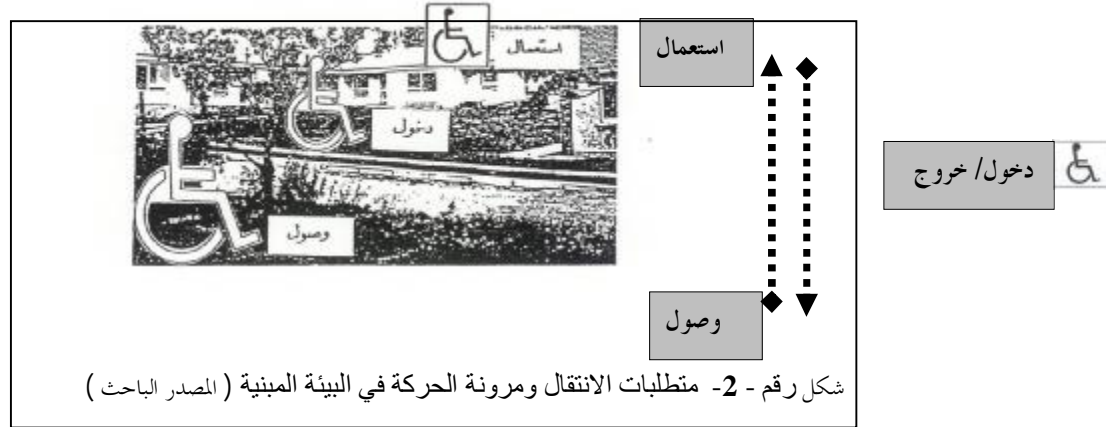 استعمال
استعمال
دخول
دخول/ خروج
وصول
وصول
شكل رقم - 2- متطلبات الانتقال ومرونة الحركة في البيئة المبنية ( المصدر الباحث )